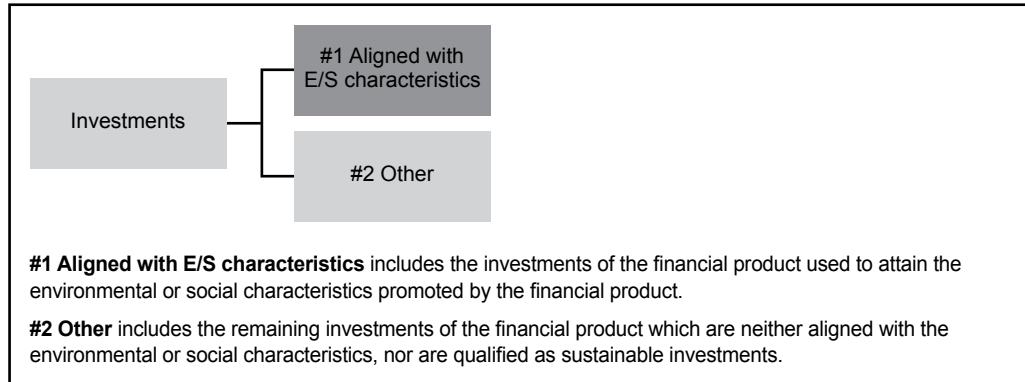 #1 Aligned with
E/S characteristics
Investments
#2 Other
#1 Aligned with E/S characteristics includes the investments of the financial product used to attain the
environmental or social characteristics promoted by the financial product.
#2 Other includes the remaining investments of the financial product which are neither aligned with the
environmental or social characteristics, nor are qualified as sustainable investments.